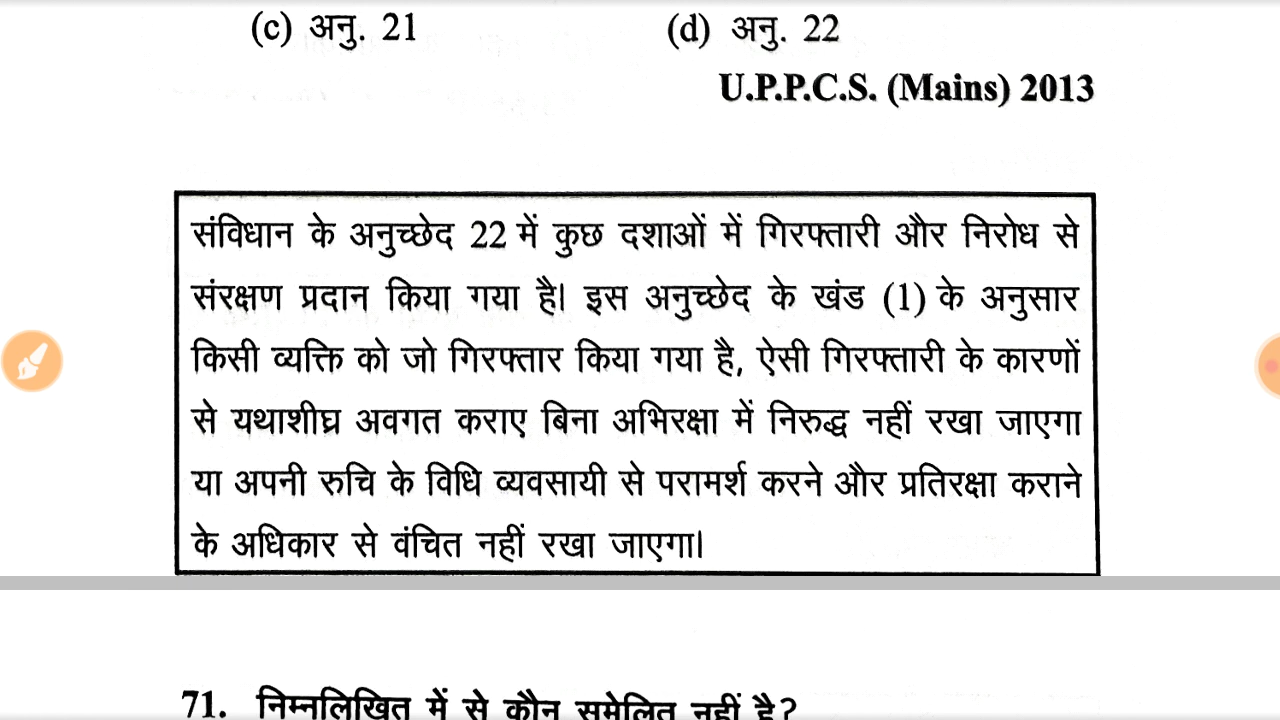 (c) अनु. 21 (d) अनु. 22
U.P.P.C.S. (Mains) 2013
संविधान के अनुच्छेद 22 में कुछ दशाओं में गिरफ्तारी और निरोध से
संरक्षण प्रदान किया गया है। इस अनुच्छेद के खंड (1) के अनुसार
किसी व्यक्ति को जो गिरफ्तार किया गया है, ऐसी गिरफ्तारी के कारणों
से यथाशीघ्र अवगत कराए बिना अभिरक्षा में निरुद्ध नहीं रखा जाएगा
या अपनी रुचि के विधि व्यवसायी से परामर्श करने और प्रतिरक्षा कराने
के अधिकार से वंचित नहीं रखा जाएगा।
71. निम्नलिखित में से कौन सुमेलित नहीं है?